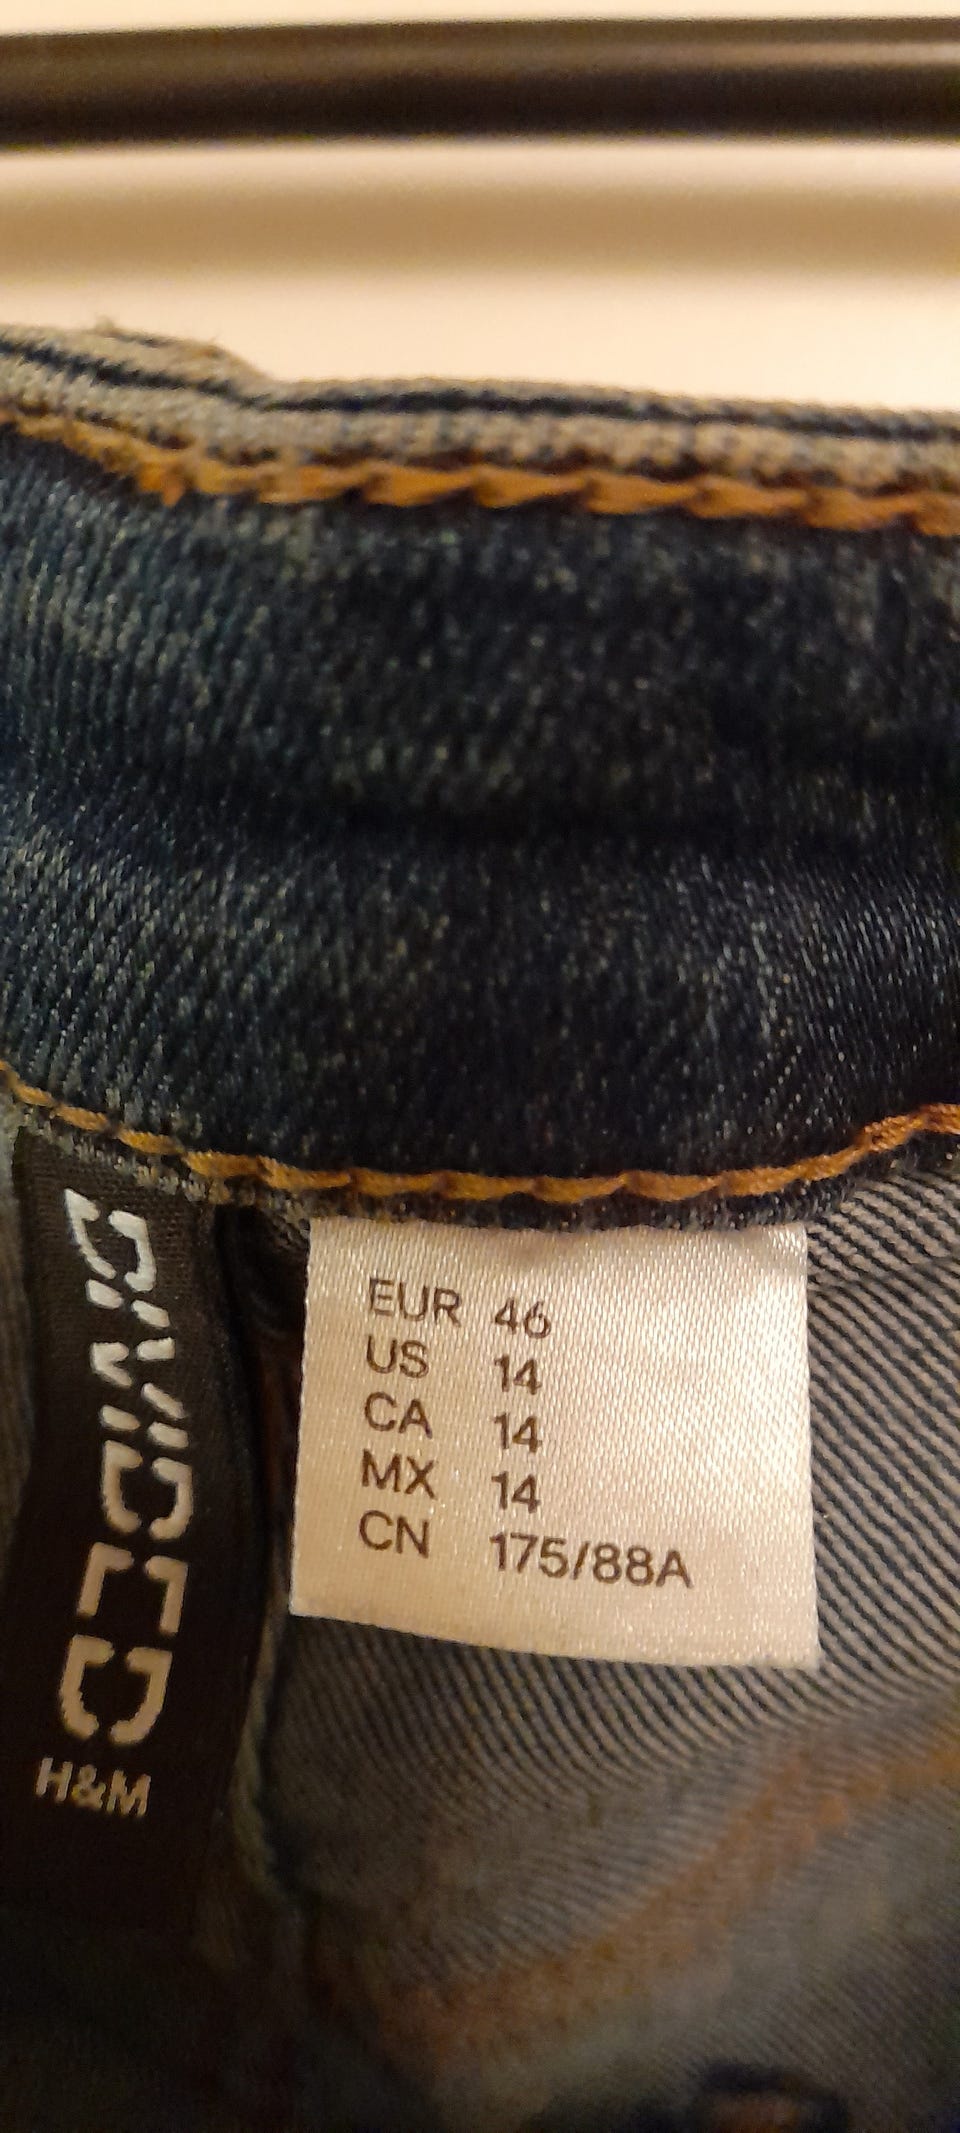 DIVIDED
H&M
EUR 46
US 14
CA 14
MX 14
CN 175/88A